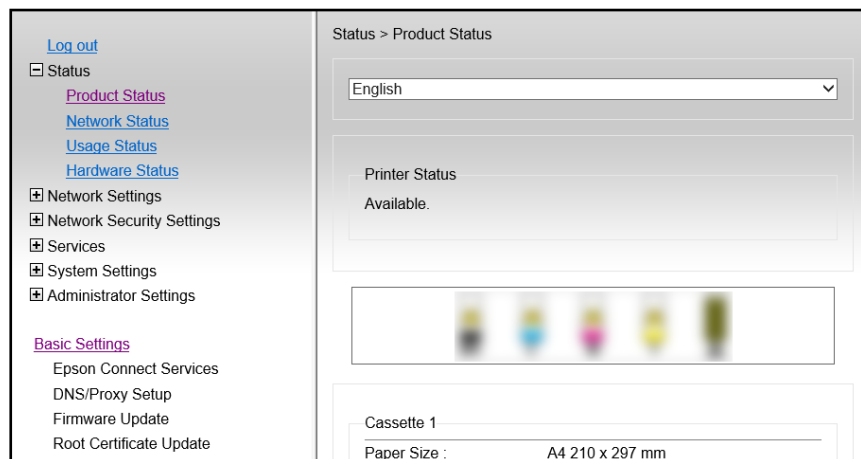 Log out
Status
Product Status
Network Status
Usage Status
Hardware Status
Network Settings
Network Security Settings
Services
System Settings
Administrator Settings
Basic Settings
Epson Connect Services
DNS/Proxy Setup
Firmware Update
Root Certificate Update
Status > Product Status
English
Printer Status
Available.
Cassette 1
Paper Size : A4 210 x 297 mm